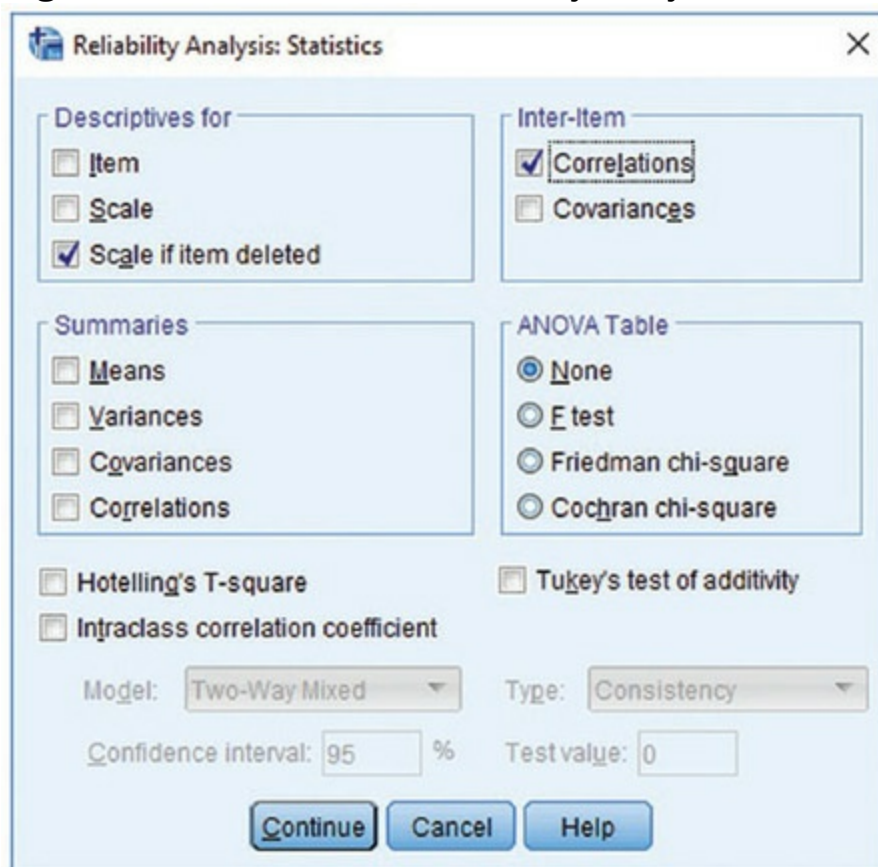 Reliability Analysis: Statistics
Descriptives for
Item
Scale
Scale if item deleted
Inter-Item
Correlations
Covariances
Summaries
Means
Variances
Covariances
Correlations
ANOVA Table
None
F test
Friedman chi-square
Cochran chi-square
Hotelling's T-square
Tukey's test of additivity
Intraclass correlation coefficient
Model: Two-Way Mixed
Type: Consistency
Confidence interval: 95 %
Test value: 0
Continue Cancel Help